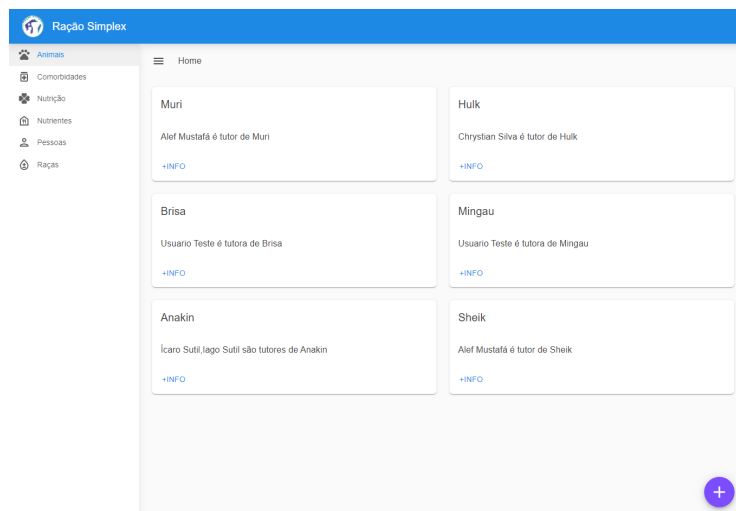 Ração Simplex
Animais
Comorbidades
Nutrição
Nutrientes
Pessoas
Raças
Home
Muri
Alef Mustafá é tutor de Muri
+INFO
Hulk
Chrystian Silva é tutor de Hulk
+INFO
Brisa
Usuario Teste é tutora de Brisa
+INFO
Mingau
Usuario Teste é tutora de Mingau
+INFO
Anakin
Ícaro Sutil,Iago Sutil são tutores de Anakin
+INFO
Sheik
Alef Mustafá é tutor de Sheik
+INFO